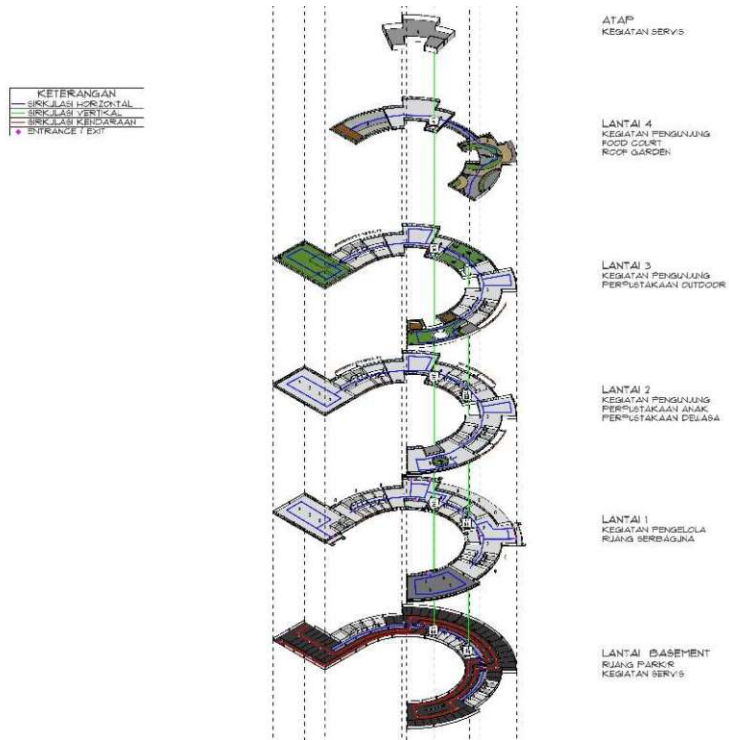 ATAP
KEGIATAN SERVIS
KETERANGAN
SIRKULASI HORIZONTAL
SIRKULASI VERTIKAL
SIRKULASI KENDARAAN
ENTRANCE / EXIT
LANTAI 4
KEGIATAN PENGUNJUNG
FOOD COURT
ROOF GARDEN
LANTAI 3
KEGIATAN PENGUNJUNG
PERPUSTAKAAN OUTDOOR
LANTAI 2
KEGIATAN PENGUNJUNG
PERPUSTAKAAN ANAK
PERPUSTAKAAN DEWASA
LANTAI 1
KEGIATAN PENGELOLA
RUANG SERBAGUNA
LANTAI BASEMENT
RUANG PARKIR
KEGIATAN SERVIS